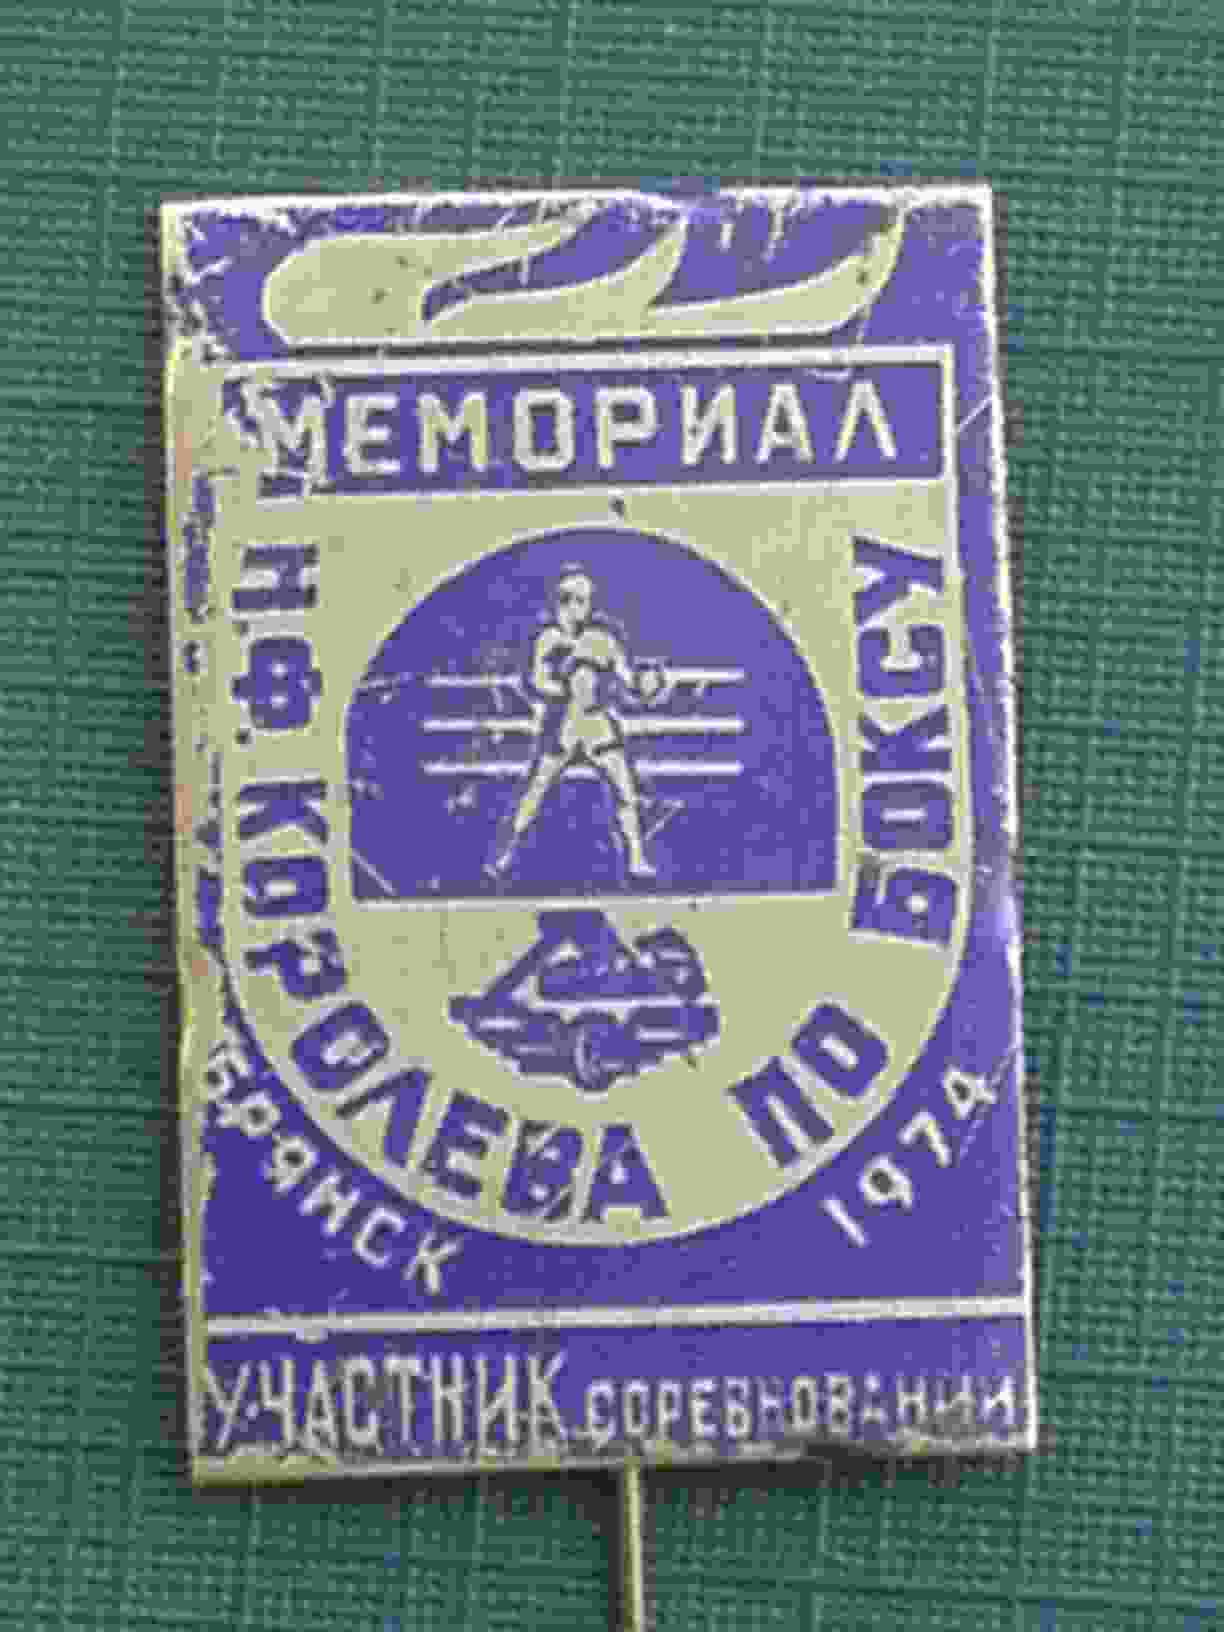 МЕМОРИАЛ
Н.Ф. КОРОЛЕВА ПО БОКСУ
БРЯНСК 1974
УЧАСТНИК СОРЕВНОВАНИЙ